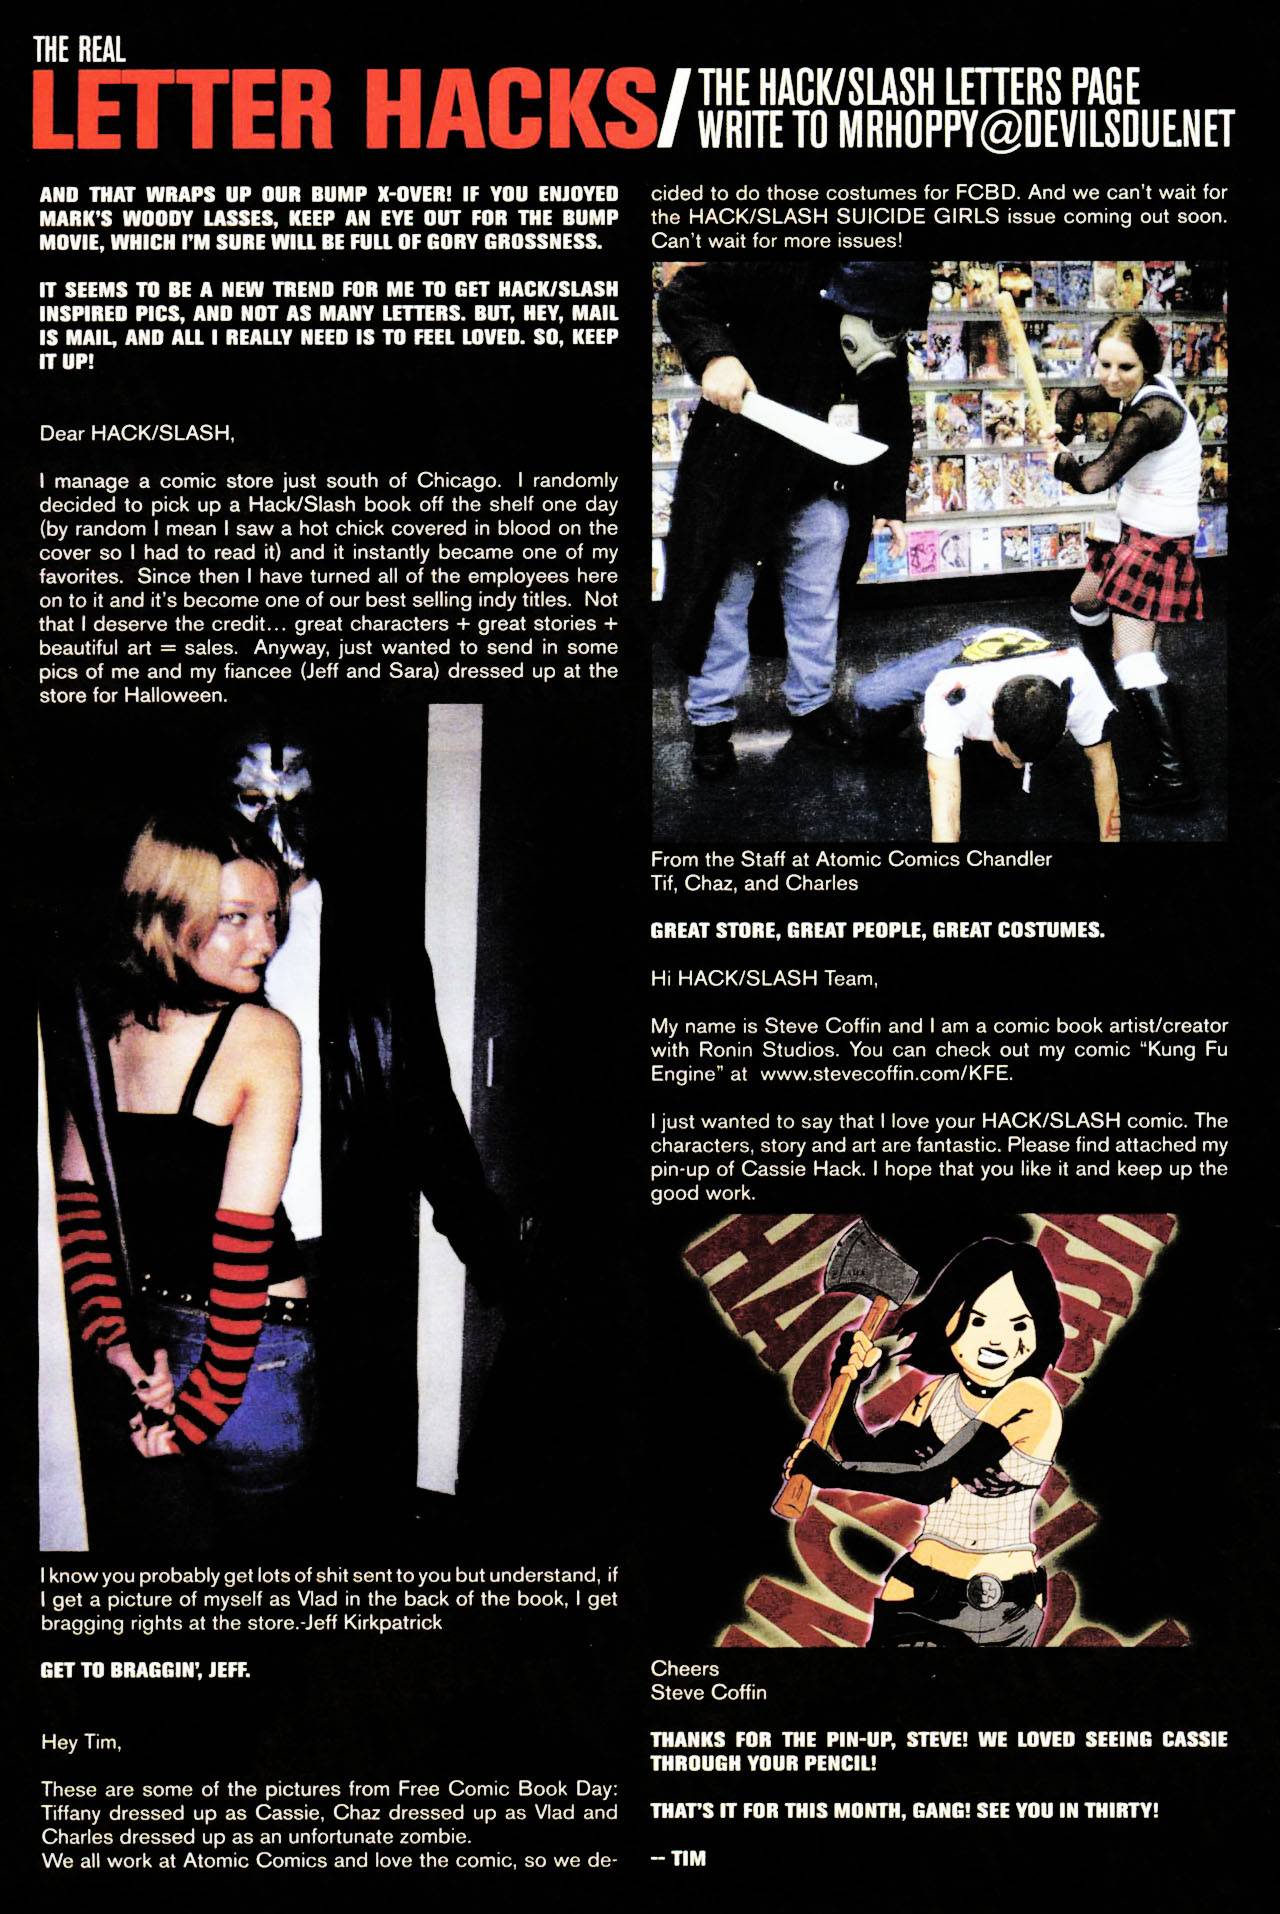 THE REAL
LETTER HACKS/
THE HACK/SLASH LETTERS PAGE
WRITE TO MRHOPPY@DEVILSDUE.NET
AND THAT WRAPS UP OUR BUMP X-OVER! IF YOU ENJOYED
MARK'S WOODY LASSES, KEEP AN EYE OUT FOR THE BUMP
MOVIE, WHICH I'M SURE WILL BE FULL OF GORY GROSSNESS.
IT SEEMS TO BE A NEW TREND FOR ME TO GET HACK/SLASH
INSPIRED PICS, AND NOT AS MANY LETTERS. BUT, HEY, MAIL
IS MAIL, AND ALL I REALLY NEED IS TO FEEL LOVED. SO, KEEP
IT UP!
Dear HACK/SLASH,
I manage a comic store just south of Chicago. I randomly
decided to pick up a Hack/Slash book off the shelf one day
(by random I mean I saw a hot chick covered in blood on the
cover so I had to read it) and it instantly became one of my
favorites. Since then I have turned all of the employees here
on to it and it's become one of our best selling indy titles. Not
that I deserve the credit... great characters + great stories +
beautiful art = sales. Anyway, just wanted to send in some
pics of me and my fiancee (Jeff and Sara) dressed up at the
store for Halloween.
I know you probably get lots of shit sent to you but understand, if
I get a picture of myself as Vlad in the back of the book, I get
bragging rights at the store.-Jeff Kirkpatrick
GET TO BRAGGIN', JEFF.
Hey Tim,
These are some of the pictures from Free Comic Book Day:
Tiffany dressed up as Cassie, Chaz dressed up as Vlad and
Charles dressed up as an unfortunate zombie.
We all work at Atomic Comics and love the comic, so we de-
cided to do those costumes for FCBD. And we can't wait for
the HACK/SLASH SUICIDE GIRLS issue coming out soon.
Can't wait for more issues!
From the Staff at Atomic Comics Chandler
Tif, Chaz, and Charles
GREAT STORE, GREAT PEOPLE, GREAT COSTUMES.
Hi HACK/SLASH Team,
My name is Steve Coffin and I am a comic book artist/creator
with Ronin Studios. You can check out my comic “Kung Fu
Engine” at www.stevecoffin.com/KFE.
I just wanted to say that I love your HACK/SLASH comic. The
characters, story and art are fantastic. Please find attached my
pin-up of Cassie Hack. I hope that you like it and keep up the
good work.
Cheers
Steve Coffin
THANKS FOR THE PIN-UP, STEVE! WE LOVED SEEING CASSIE
THROUGH YOUR PENCIL!
THAT'S IT FOR THIS MONTH, GANG! SEE YOU IN THIRTY!
-- TIM